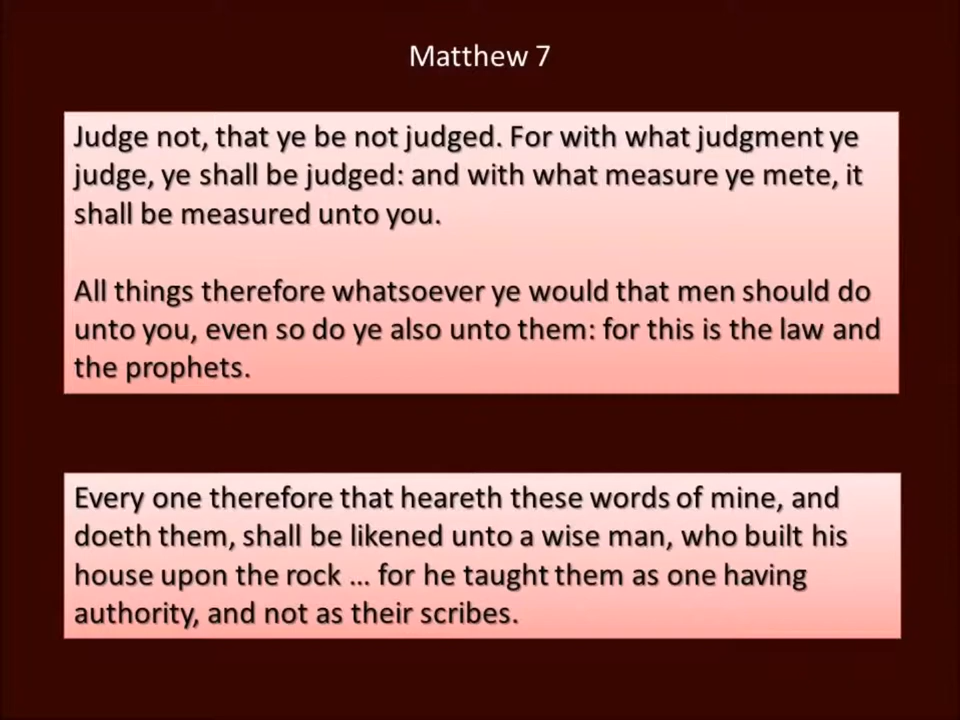 Matthew 7
Judge not, that ye be not judged. For with what judgment ye
judge, ye shall be judged: and with what measure ye mete, it
shall be measured unto you.
All things therefore whatsoever ye would that men should do
unto you, even so do ye also unto them: for this is the law and
the prophets.
Every one therefore that heareth these words of mine, and
doeth them, shall be likened unto a wise man, who built his
house upon the rock ... for he taught them as one having
authority, and not as their scribes.